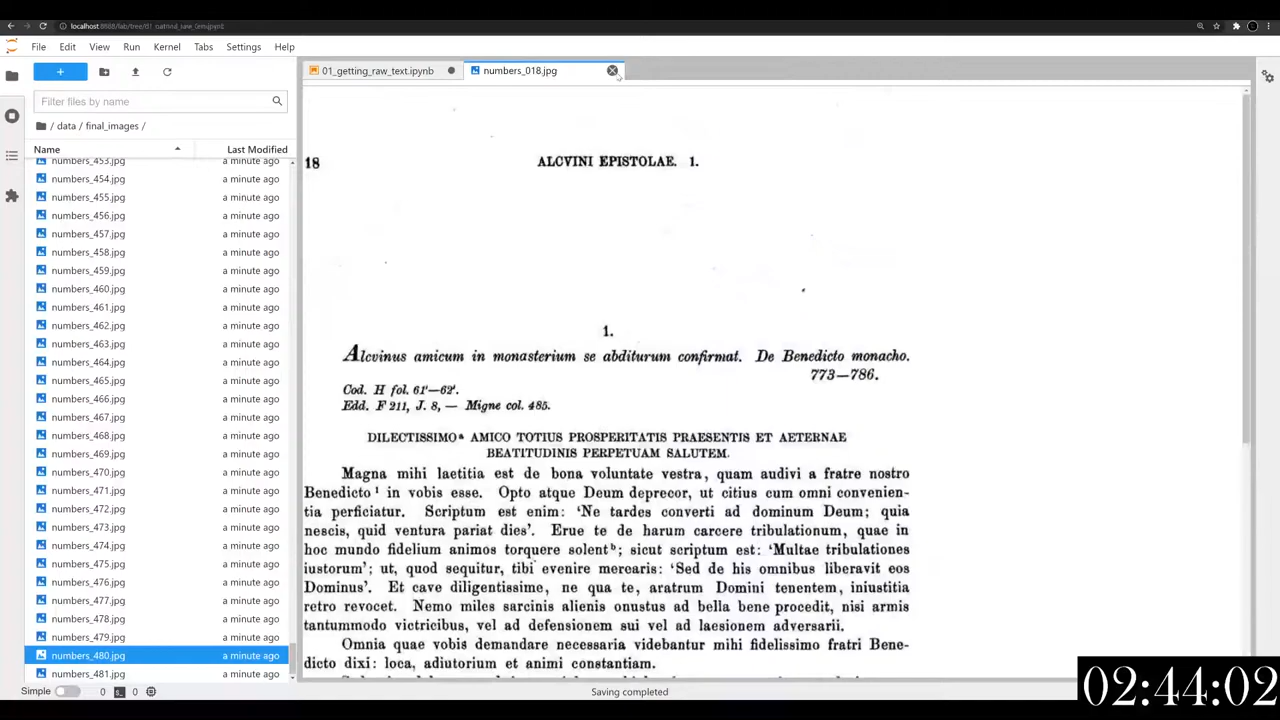 localhost:8888/lab/tree/01_getting_raw_text.ipynb
File Edit View Run Kernel Tabs Settings Help
01_getting_raw_text.ipynb
numbers_018.jpg
Filter files by name
/ data / final_images /
Name Last Modified
numbers_453.jpg a minute ago
numbers_454.jpg a minute ago
numbers_455.jpg a minute ago
numbers_456.jpg a minute ago
numbers_457.jpg a minute ago
numbers_458.jpg a minute ago
numbers_459.jpg a minute ago
numbers_460.jpg a minute ago
numbers_461.jpg a minute ago
numbers_462.jpg a minute ago
numbers_463.jpg a minute ago
numbers_464.jpg a minute ago
numbers_465.jpg a minute ago
numbers_466.jpg a minute ago
numbers_467.jpg a minute ago
numbers_468.jpg a minute ago
numbers_469.jpg a minute ago
numbers_470.jpg a minute ago
numbers_471.jpg a minute ago
numbers_472.jpg a minute ago
numbers_473.jpg a minute ago
numbers_474.jpg a minute ago
numbers_475.jpg a minute ago
numbers_476.jpg a minute ago
numbers_477.jpg a minute ago
numbers_478.jpg a minute ago
numbers_479.jpg a minute ago
numbers_480.jpg a minute ago
numbers_481.jpg a minute ago
18 ALCVINI EPISTOLAE. 1.
1.
Alcvinus amicum in monasterium se abditurum confirmat. De Benedicto monacho.
773—786.
Cod. H fol. 61'—62'.
Edd. F 211, J. 8, — Migne col. 485.
DILECTISSIMOᵃ AMICO TOTIUS PROSPERITATIS PRAESENTIS ET AETERNAE
BEATITUDINIS PERPETUAM SALUTEM.
Magna mihi laetitia est de bona voluntate vestra, quam audivi a fratre nostro
Benedicto¹ in vobis esse. Opto atque Deum deprecor, ut citius cum omni convenien-
tia perficiatur. Scriptum est enim: 'Ne tardes converti ad dominum Deum; quia
nescis, quid ventura pariat dies'. Erue te de harum carcere tribulationum, quae in
hoc mundo fidelium animos torquere solentᵇ; sicut scriptum est: 'Multae tribulationes
iustorum'; ut, quod sequitur, tibi evenire merearis: 'Sed de his omnibus liberavit eos
Dominus'. Et cave diligentissime, ne qua te, aratrum Domini tenentem, iniustitia
retro revocet. Nemo miles sarcinis alienis onustus ad bella bene procedit, nisi armis
tantummodo victricibus, vel ad defensionem sui vel ad laesionem adversarii.
Omnia quae vobis demandare necessaria videbantur mihi fidelissimo fratri Bene-
dicto dixi: loca, adiutorium et animi constantiam.
Simple 0 0
Saving completed
02:44:02